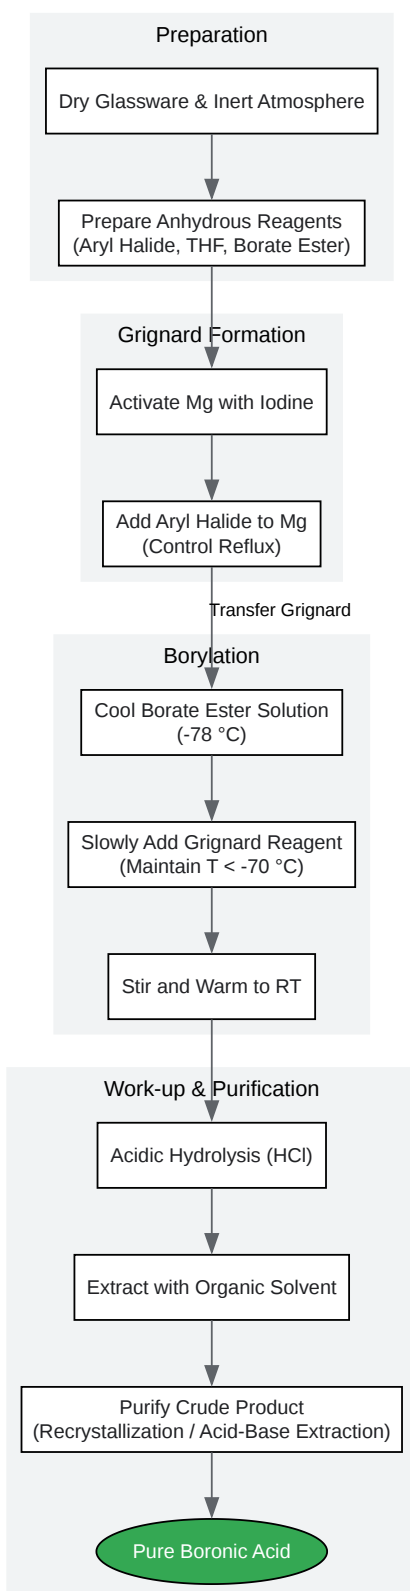 Preparation
Dry Glassware & Inert Atmosphere
Prepare Anhydrous Reagents
(Aryl Halide, THF, Borate Ester)
Grignard Formation
Activate Mg with Iodine
Add Aryl Halide to Mg
(Control Reflux)
Transfer Grignard
Borylation
Cool Borate Ester Solution
(-78 °C)
Slowly Add Grignard Reagent
(Maintain T < -70 °C)
Stir and Warm to RT
Work-up & Purification
Acidic Hydrolysis (HCl)
Extract with Organic Solvent
Purify Crude Product
(Recrystallization / Acid-Base Extraction)
Pure Boronic Acid